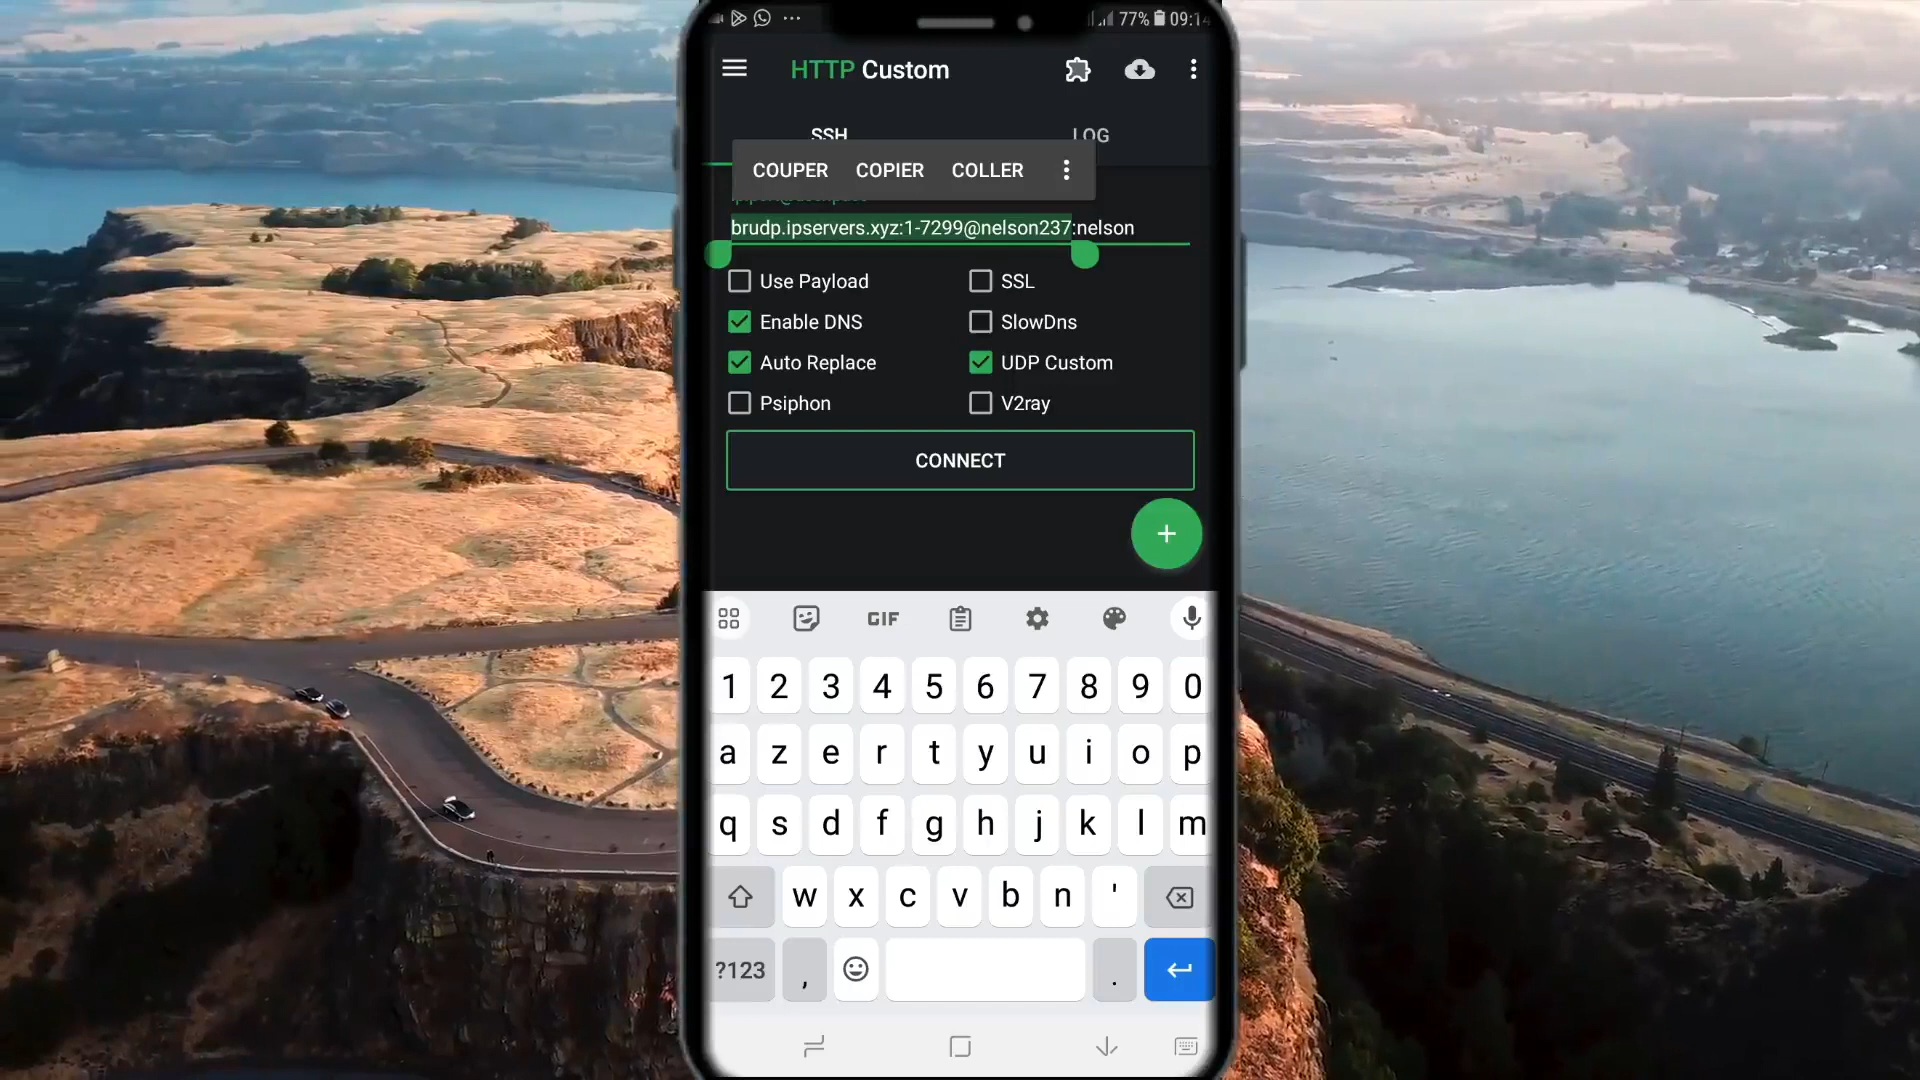 77% 09:14
HTTP Custom
SSH LOG
COUPER COPIER COLLER
brudp.ipservers.xyz:1-7299@nelson237:nelson
Use Payload SSL
Enable DNS SlowDns
Auto Replace UDP Custom
Psiphon V2ray
CONNECT
+
GIF
1 2 3 4 5 6 7 8 9 0
a z e r t y u i o p
q s d f g h j k l m
w x c v b n '
?123 , .